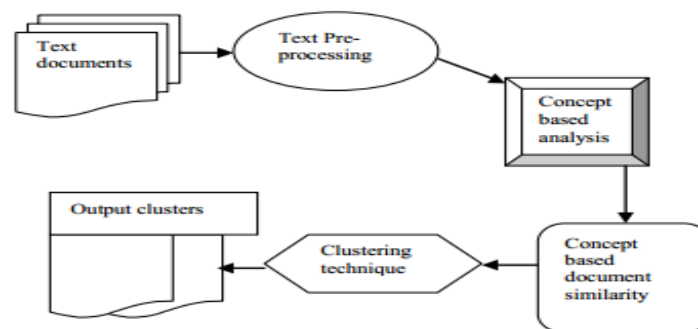 Text
documents
Text Pre-
processing
Concept
based
analysis
Output clusters
Clustering
technique
Concept
based
document
similarity